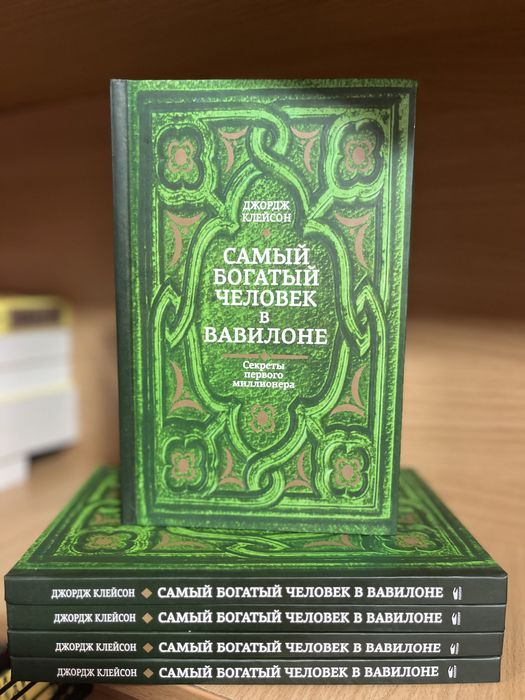 ДЖОРДЖ
КЛЕЙСОН
САМЫЙ
БОГАТЫЙ
ЧЕЛОВЕК
В
ВАВИЛОНЕ
Секреты
первого
миллионера
ДЖОРДЖ КЛЕЙСОН САМЫЙ БОГАТЫЙ ЧЕЛОВЕК В ВАВИЛОНЕ
ДЖОРДЖ КЛЕЙСОН САМЫЙ БОГАТЫЙ ЧЕЛОВЕК В ВАВИЛОНЕ
ДЖОРДЖ КЛЕЙСОН САМЫЙ БОГАТЫЙ ЧЕЛОВЕК В ВАВИЛОНЕ
ДЖОРДЖ КЛЕЙСОН САМЫЙ БОГАТЫЙ ЧЕЛОВЕК В ВАВИЛОНЕ